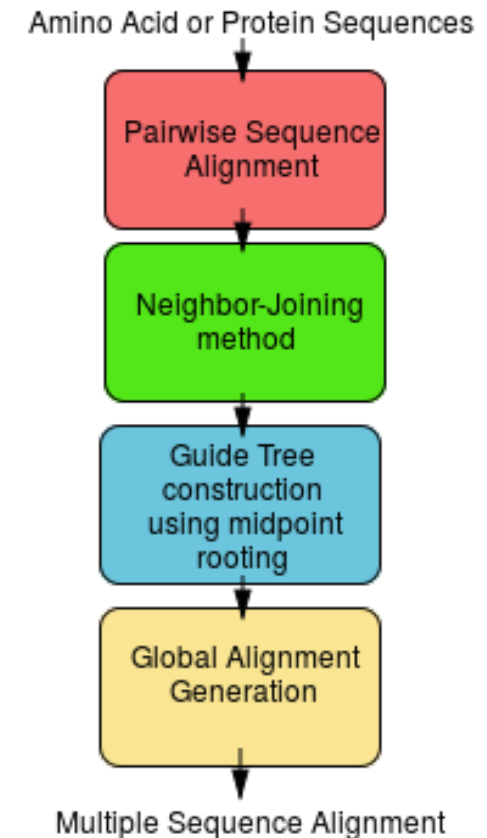 Amino Acid or Protein Sequences
Pairwise Sequence
Alignment
Neighbor-Joining
method
Guide Tree
construction
using midpoint
rooting
Global Alignment
Generation
Multiple Sequence Alignment